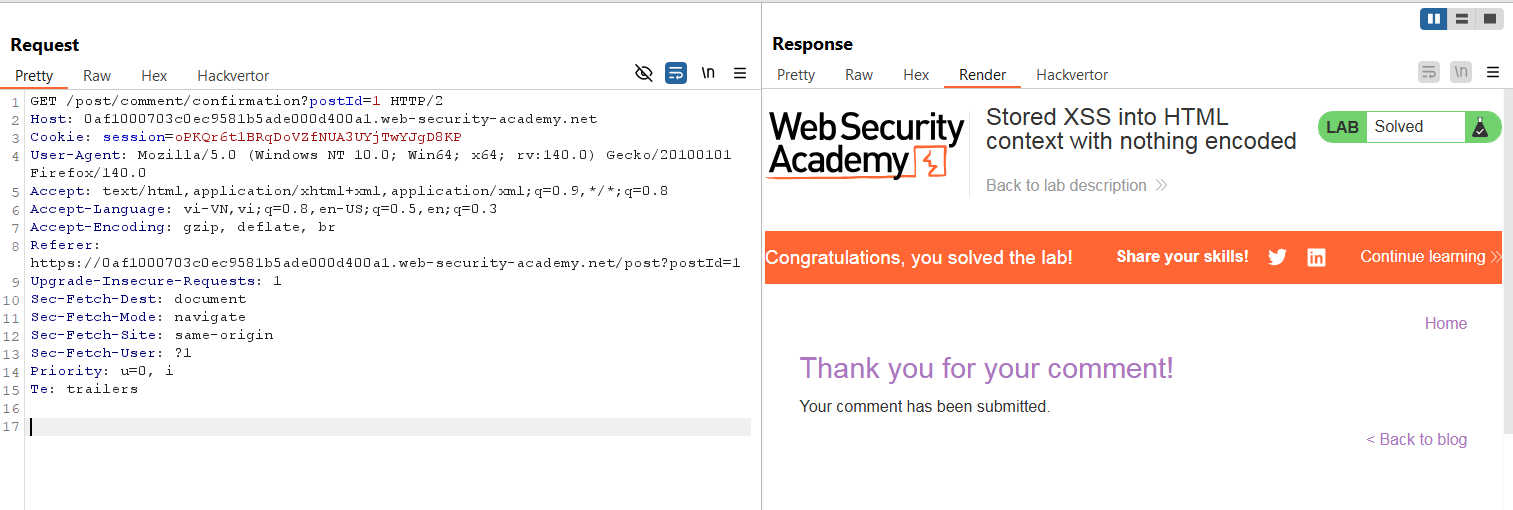 Request
Pretty Raw Hex Hackvertor
\n
1 GET /post/comment/confirmation?postId=1 HTTP/2
2 Host: 0af1000703c0ec9581b5ade000d400a1.web-security-academy.net
3 Cookie: session=oPKQr6t1BRqDoVZfNUA3UYjTwYJgD8KP
4 User-Agent: Mozilla/5.0 (Windows NT 10.0; Win64; x64; rv:140.0) Gecko/20100101
Firefox/140.0
5 Accept: text/html,application/xhtml+xml,application/xml;q=0.9,*/*;q=0.8
6 Accept-Language: vi-VN,vi;q=0.8,en-US;q=0.5,en;q=0.3
7 Accept-Encoding: gzip, deflate, br
8 Referer:
https://0af1000703c0ec9581b5ade000d400a1.web-security-academy.net/post?postId=1
9 Upgrade-Insecure-Requests: 1
10 Sec-Fetch-Dest: document
11 Sec-Fetch-Mode: navigate
12 Sec-Fetch-Site: same-origin
13 Sec-Fetch-User: ?1
14 Priority: u=0, i
15 Te: trailers
16
17
Response
Pretty Raw Hex Render Hackvertor
\n
Web Security
Academy
Stored XSS into HTML
context with nothing encoded
Back to lab description
LAB Solved
Congratulations, you solved the lab! Share your skills! Continue learning
Home
Thank you for your comment!
Your comment has been submitted.
< Back to blog